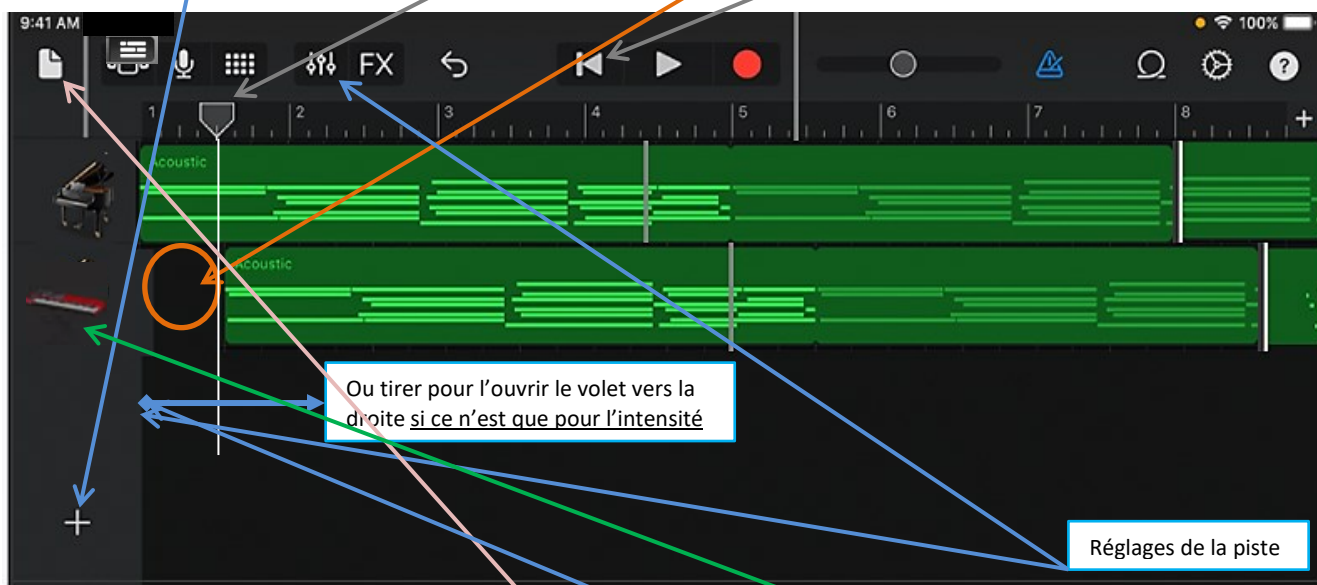 9:41 AM
100%
FX
?
1 2 3 4 5 6 7 8 +
Acoustic
Acoustic
Ou tirer pour l'ouvrir le volet vers la
droite si ce n'est que pour l'intensité
+
Réglages de la piste